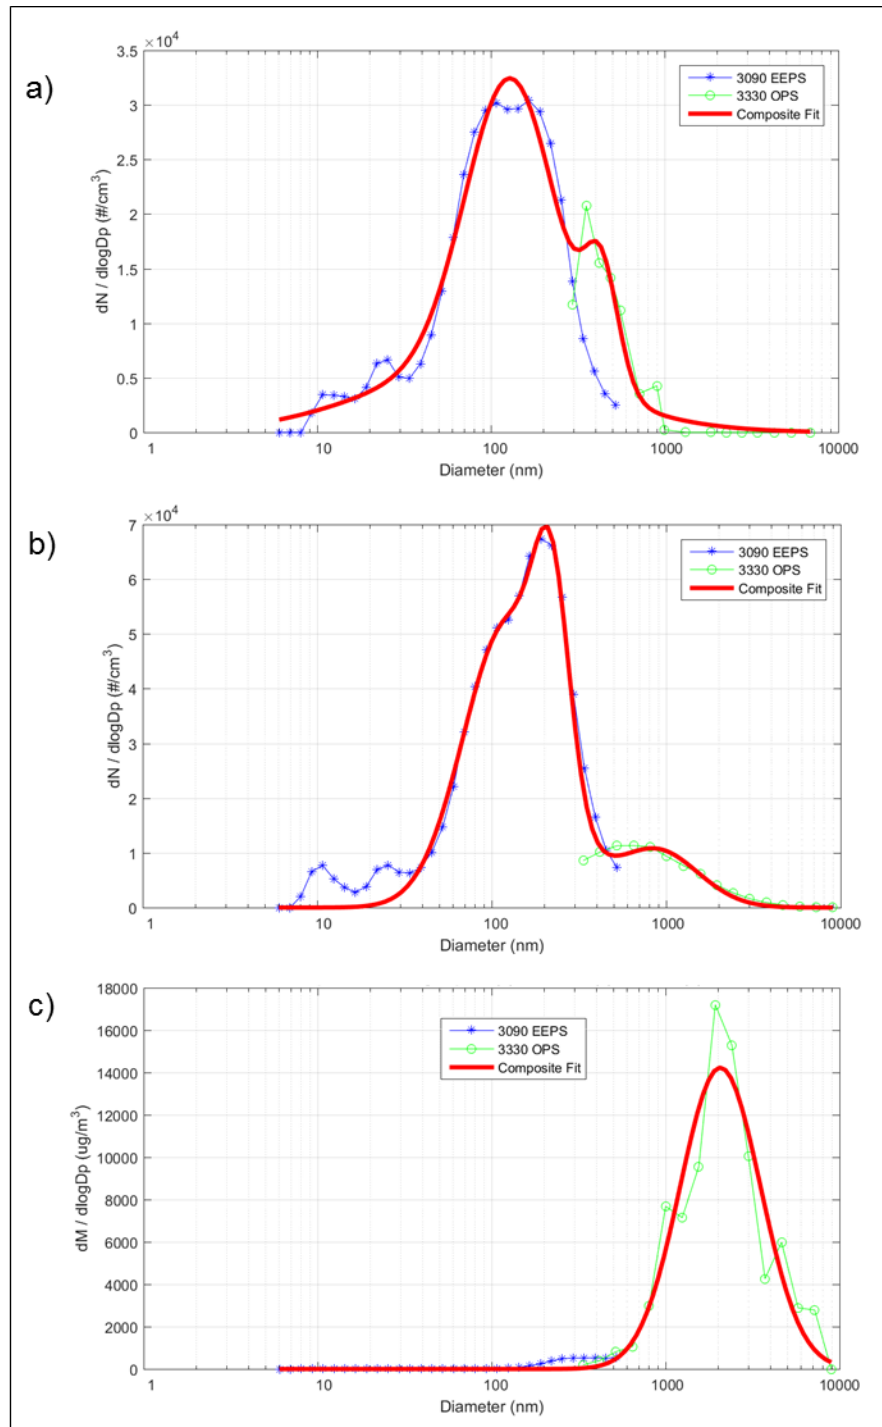 a)
×10^4
3.5
3
2.5
2
1.5
1
0.5
0
dN / dlogDp (#/cm^3)
3090 EEPS
3330 OPS
Composite Fit
1 10 100 1000 10000
Diameter (nm)
b)
×10^4
7
6
5
4
3
2
1
0
dN / dlogDp (#/cm^3)
3090 EEPS
3330 OPS
Composite Fit
1 10 100 1000 10000
Diameter (nm)
c)
18000
16000
14000
12000
10000
8000
6000
4000
2000
0
dM / dlogDp (ug/m^3)
3090 EEPS
3330 OPS
Composite Fit
1 10 100 1000 10000
Diameter (nm)